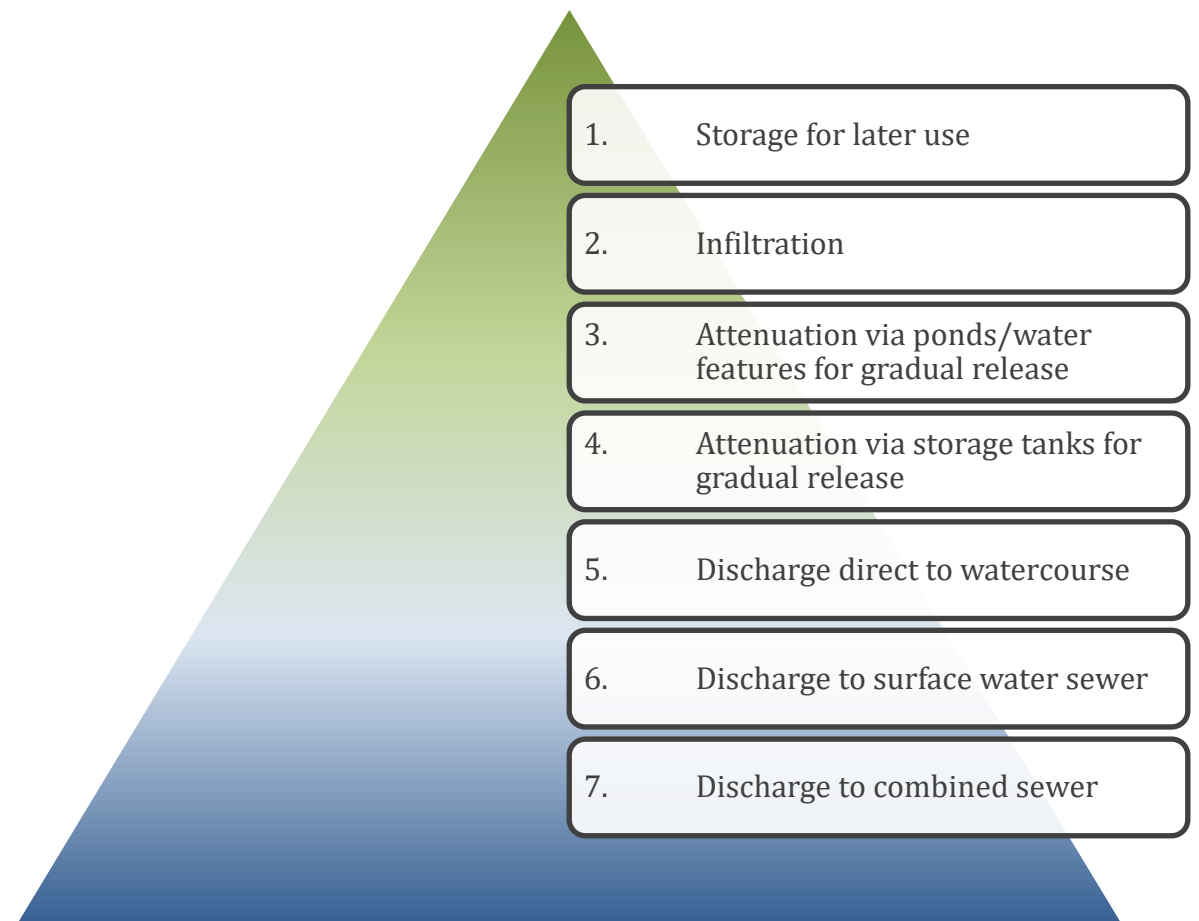 1. Storage for later use
2. Infiltration
3. Attenuation via ponds/water
features for gradual release
4. Attenuation via storage tanks for
gradual release
5. Discharge direct to watercourse
6. Discharge to surface water sewer
7. Discharge to combined sewer